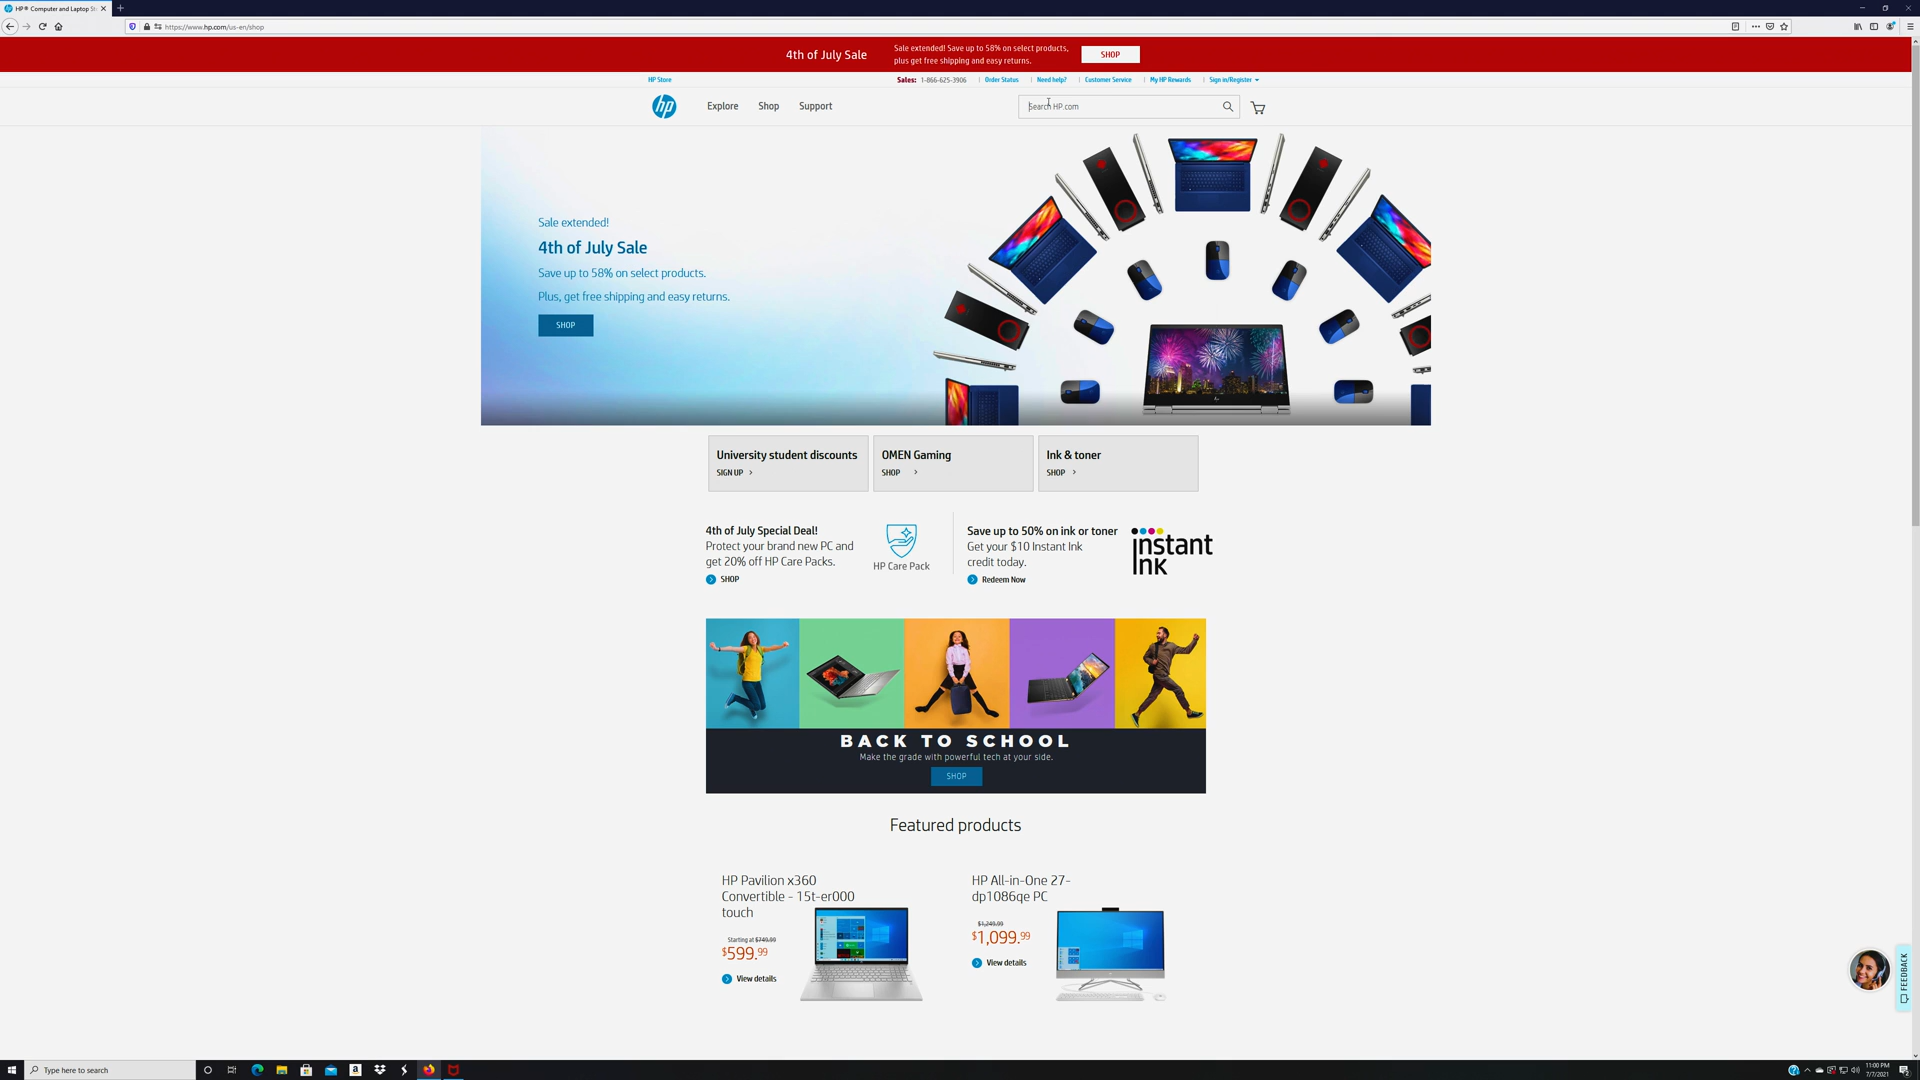 HP® Computer and Laptop St
https://www.hp.com/us-en/shop
4th of July Sale
Sale extended! Save up to 58% on select products,
plus get free shipping and easy returns.
SHOP
HP Store
Sales: 1-866-625-3906
Order Status
Need help?
Customer Service
My HP Rewards
Sign in/Register
hp
Explore
Shop
Support
Search HP.com
Sale extended!
4th of July Sale
Save up to 58% on select products.
Plus, get free shipping and easy returns.
SHOP
University student discounts
SIGN UP
OMEN Gaming
SHOP
Ink & toner
SHOP
4th of July Special Deal!
Protect your brand new PC and
get 20% off HP Care Packs.
SHOP
HP Care Pack
Save up to 50% on ink or toner
Get your $10 Instant Ink
credit today.
Redeem Now
instant
ink
BACK TO SCHOOL
Make the grade with powerful tech at your side.
SHOP
Featured products
HP Pavilion x360
Convertible - 15t-er000
touch
Starting at $749.99
$599.99
View details
HP All-in-One 27-
dp1086qe PC
$1,249.99
$1,099.99
View details
FEEDBACK
Type here to search
11:00 PM
7/7/2021